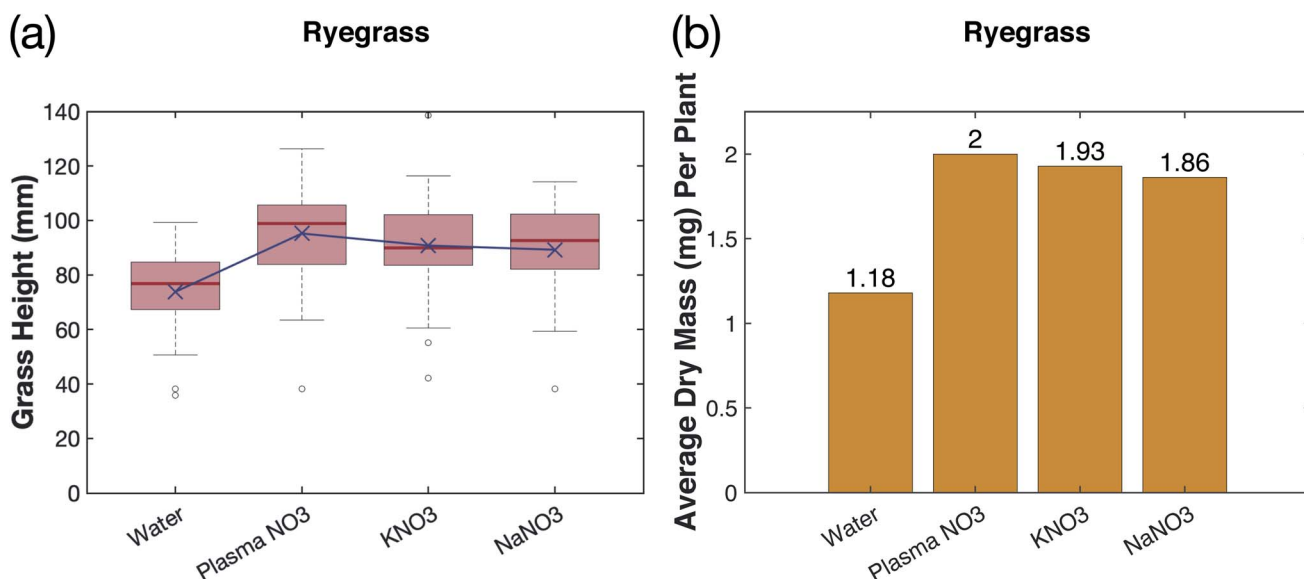 (a)
Ryegrass
Grass Height (mm)
140
120
100
80
60
40
20
0
Water
Plasma NO3
KNO3
NaNO3
(b)
Ryegrass
Average Dry Mass (mg) Per Plant
2
1.5
1
0.5
0
1.18
2
1.93
1.86
Water
Plasma NO3
KNO3
NaNO3